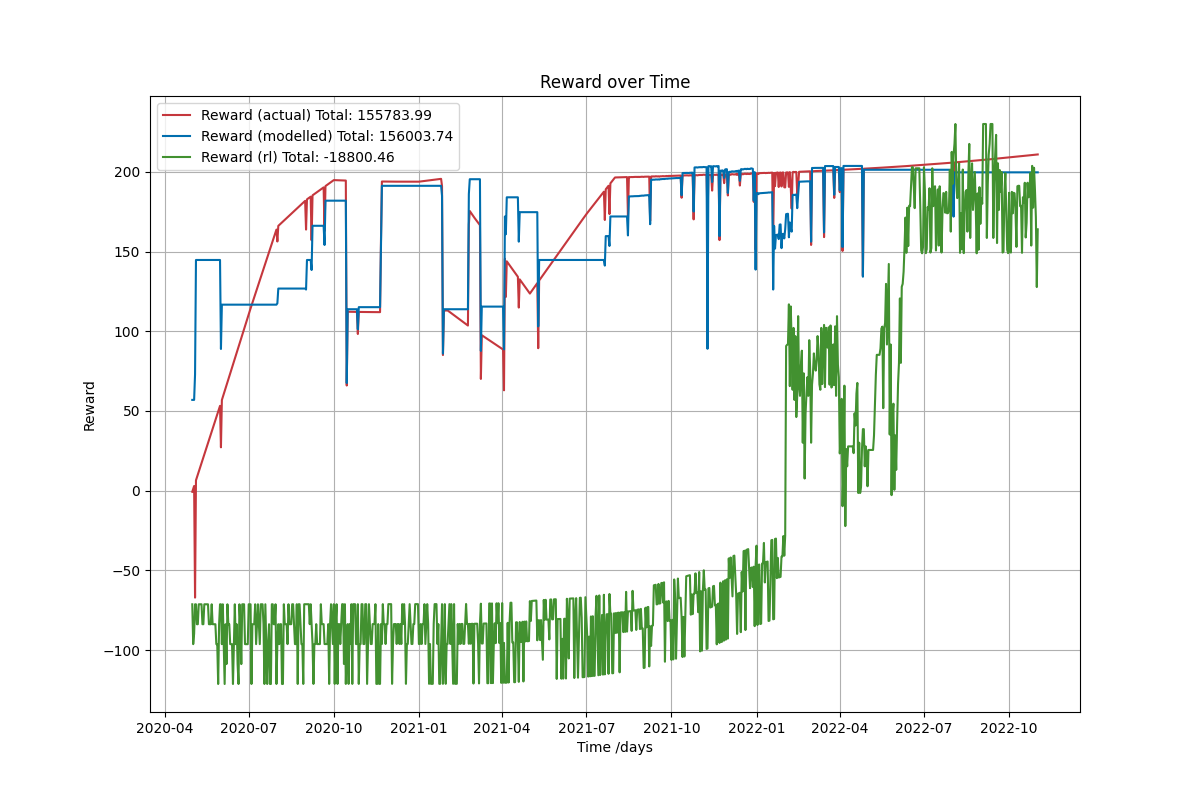 Reward over Time
Reward (actual) Total: 155783.99
Reward (modelled) Total: 156003.74
Reward (rl) Total: -18800.46
200
150
100
50
0
−50
−100
Reward
2020-04 2020-07 2020-10 2021-01 2021-04 2021-07 2021-10 2022-01 2022-04 2022-07 2022-10
Time /days